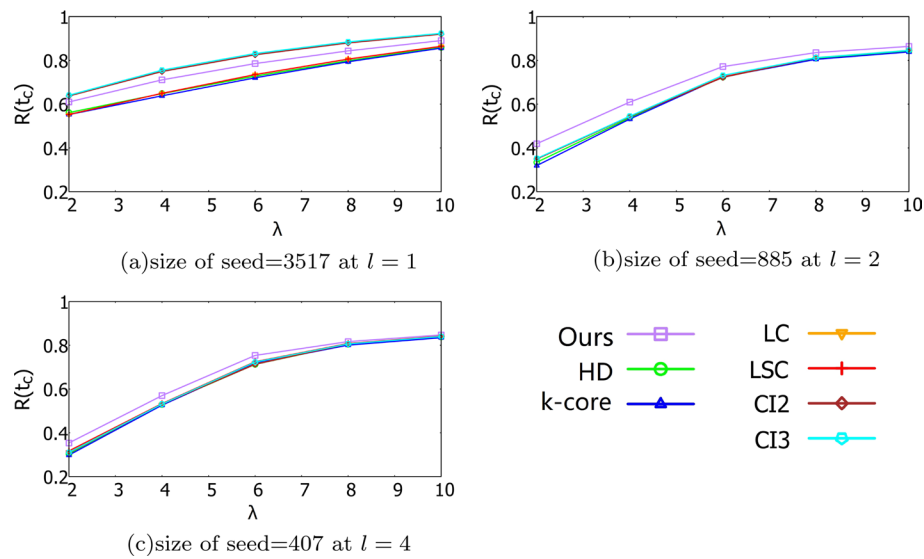 1
0.8
0.6
0.4
0.2
R(tc)
2 3 4 5 6 7 8 9 10
λ
(a)size of seed=3517 at l = 1
1
0.8
0.6
0.4
0.2
R(tc)
2 3 4 5 6 7 8 9 10
λ
(b)size of seed=885 at l = 2
1
0.8
0.6
0.4
0.2
R(tc)
2 3 4 5 6 7 8 9 10
λ
(c)size of seed=407 at l = 4
Ours
HD
k-core
LC
LSC
CI2
CI3